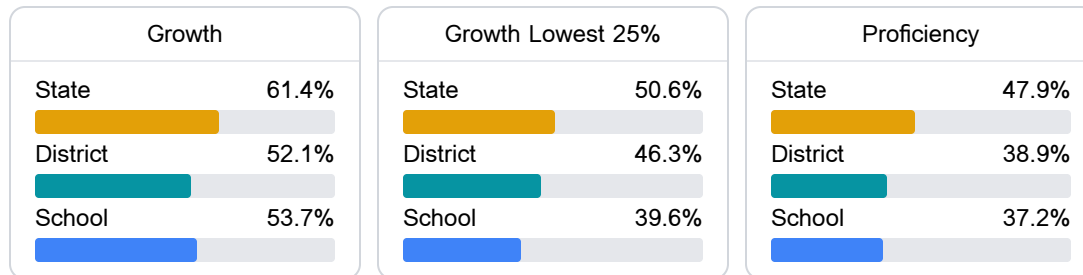 Growth
State 61.4%
District 52.1%
School 53.7%
Growth Lowest 25%
State 50.6%
District 46.3%
School 39.6%
Proficiency
State 47.9%
District 38.9%
School 37.2%